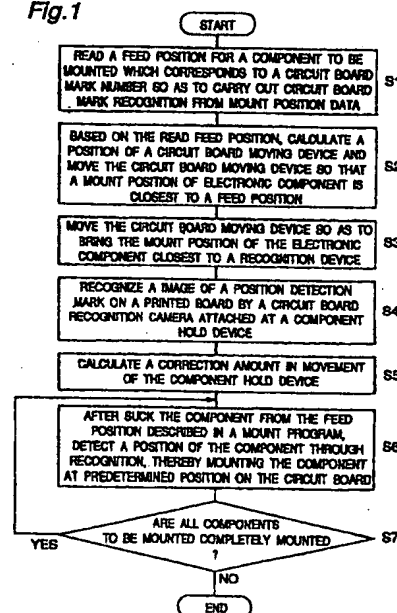 Fig.1
START
READ A FEED POSITION FOR A COMPONENT TO BE
MOUNTED WHICH CORRESPONDS TO A CIRCUIT BOARD
MARK NUMBER SO AS TO CARRY OUT CIRCUIT BOARD
MARK RECOGNITION FROM MOUNT POSITION DATA
S1
BASED ON THE READ FEED POSITION, CALCULATE A
POSITION OF A CIRCUIT BOARD MOVING DEVICE AND
MOVE THE CIRCUIT BOARD MOVING DEVICE SO THAT
A MOUNT POSITION OF ELECTRONIC COMPONENT IS
CLOSEST TO A FEED POSITION
S2
MOVE THE CIRCUIT BOARD MOVING DEVICE SO AS TO
BRING THE MOUNT POSITION OF THE ELECTRONIC
COMPONENT CLOSEST TO A RECOGNITION DEVICE
S3
RECOGNIZE A IMAGE OF A POSITION DETECTION
MARK ON A PRINTED BOARD BY A CIRCUIT BOARD
RECOGNITION CAMERA ATTACHED AT A COMPONENT
HOLD DEVICE
S4
CALCULATE A CORRECTION AMOUNT IN MOVEMENT
OF THE COMPONENT HOLD DEVICE
S5
AFTER SUCK THE COMPONENT FROM THE FEED
POSITION DESCRIBED IN A MOUNT PROGRAM,
DETECT A POSITION OF THE COMPONENT THROUGH
RECOGNITION, THEREBY MOUNTING THE COMPONENT
AT PREDETERMINED POSITION ON THE CIRCUIT BOARD
S6
ARE ALL COMPONENTS
TO BE MOUNTED COMPLETELY MOUNTED
?
S7
YES
NO
END